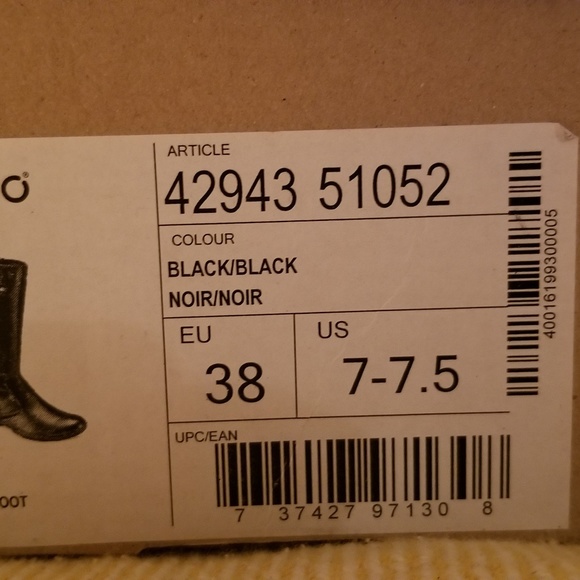 ARTICLE
42943 51052
COLOUR
BLACK/BLACK
NOIR/NOIR
EU
38
US
7-7.5
UPC/EAN
7 37427 97130 8
40016199300005